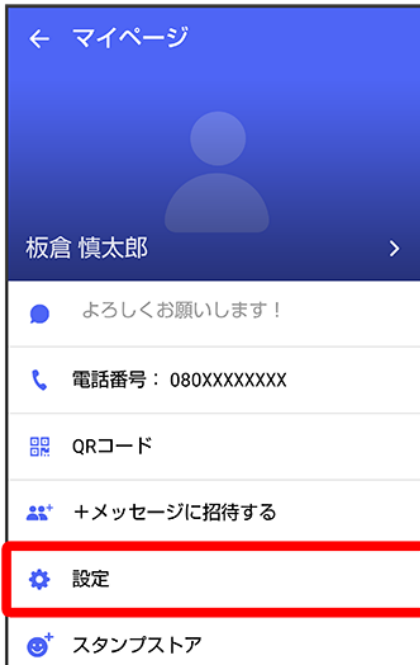 マイページ
板倉 慎太郎
よろしくお願いします！
電話番号： 080XXXXXXXX
QRコード
＋メッセージに招待する
設定
スタンプストア